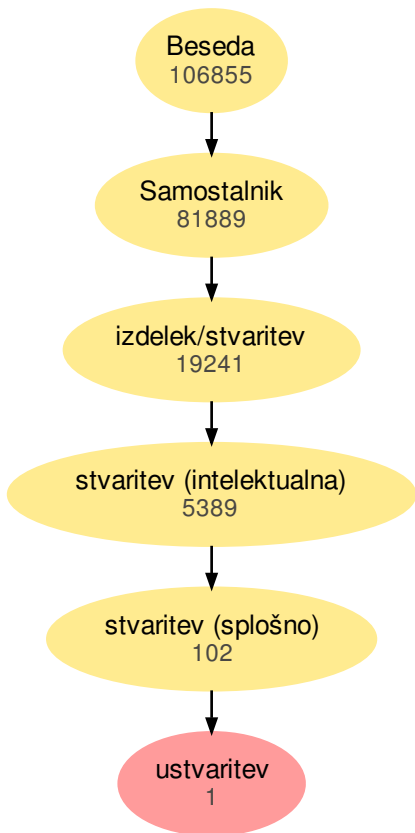 Beseda
106855
Samostalnik
81889
izdelek/stvaritev
19241
stvaritev (intelektualna)
5389
stvaritev (splošno)
102
ustvaritev
1